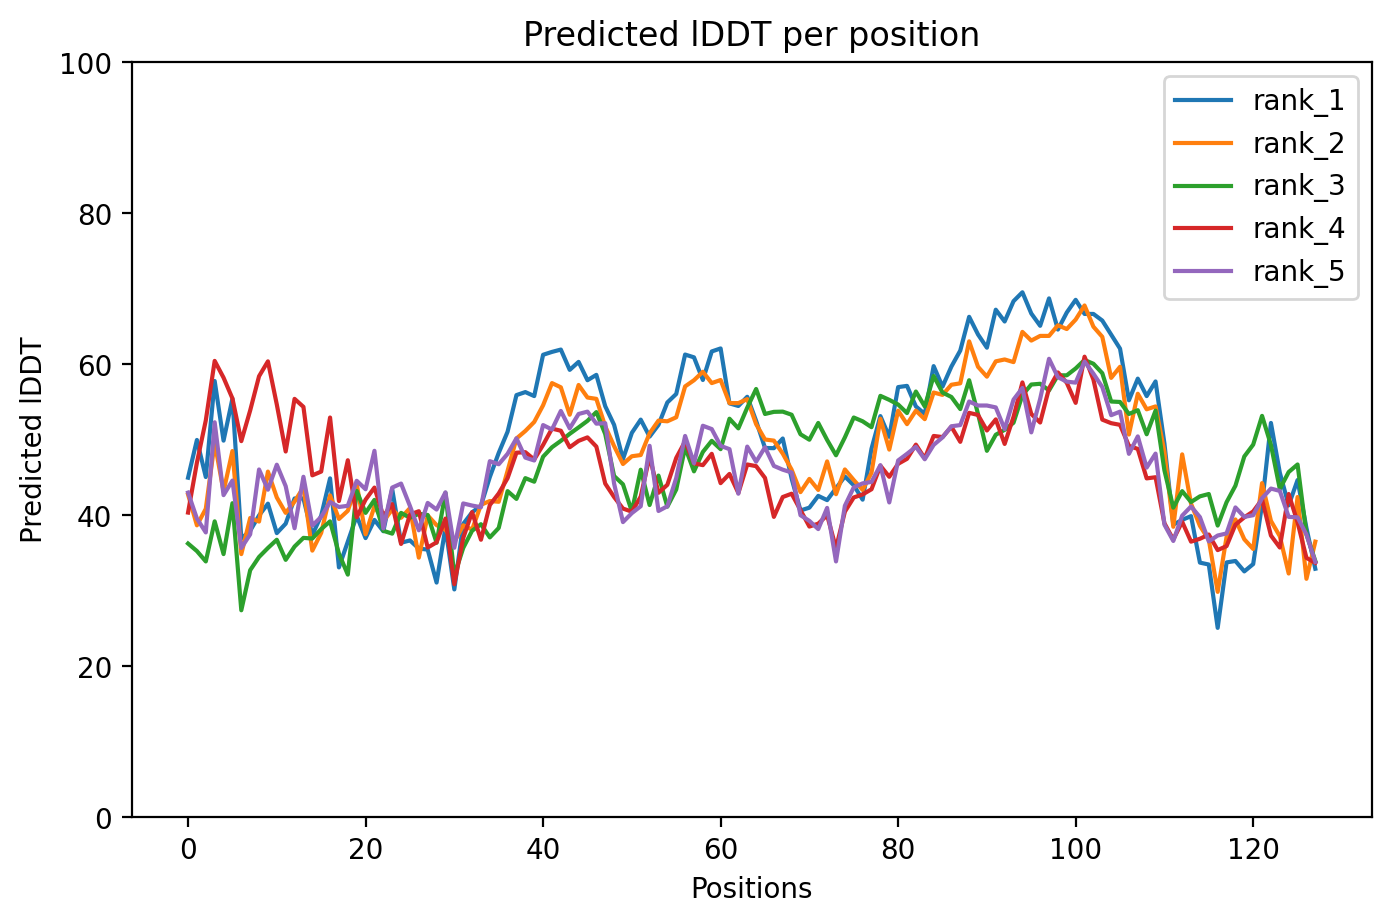 Predicted lDDT per position
Predicted lDDT
100
80
60
40
20
0
rank_1
rank_2
rank_3
rank_4
rank_5
0 20 40 60 80 100 120
Positions